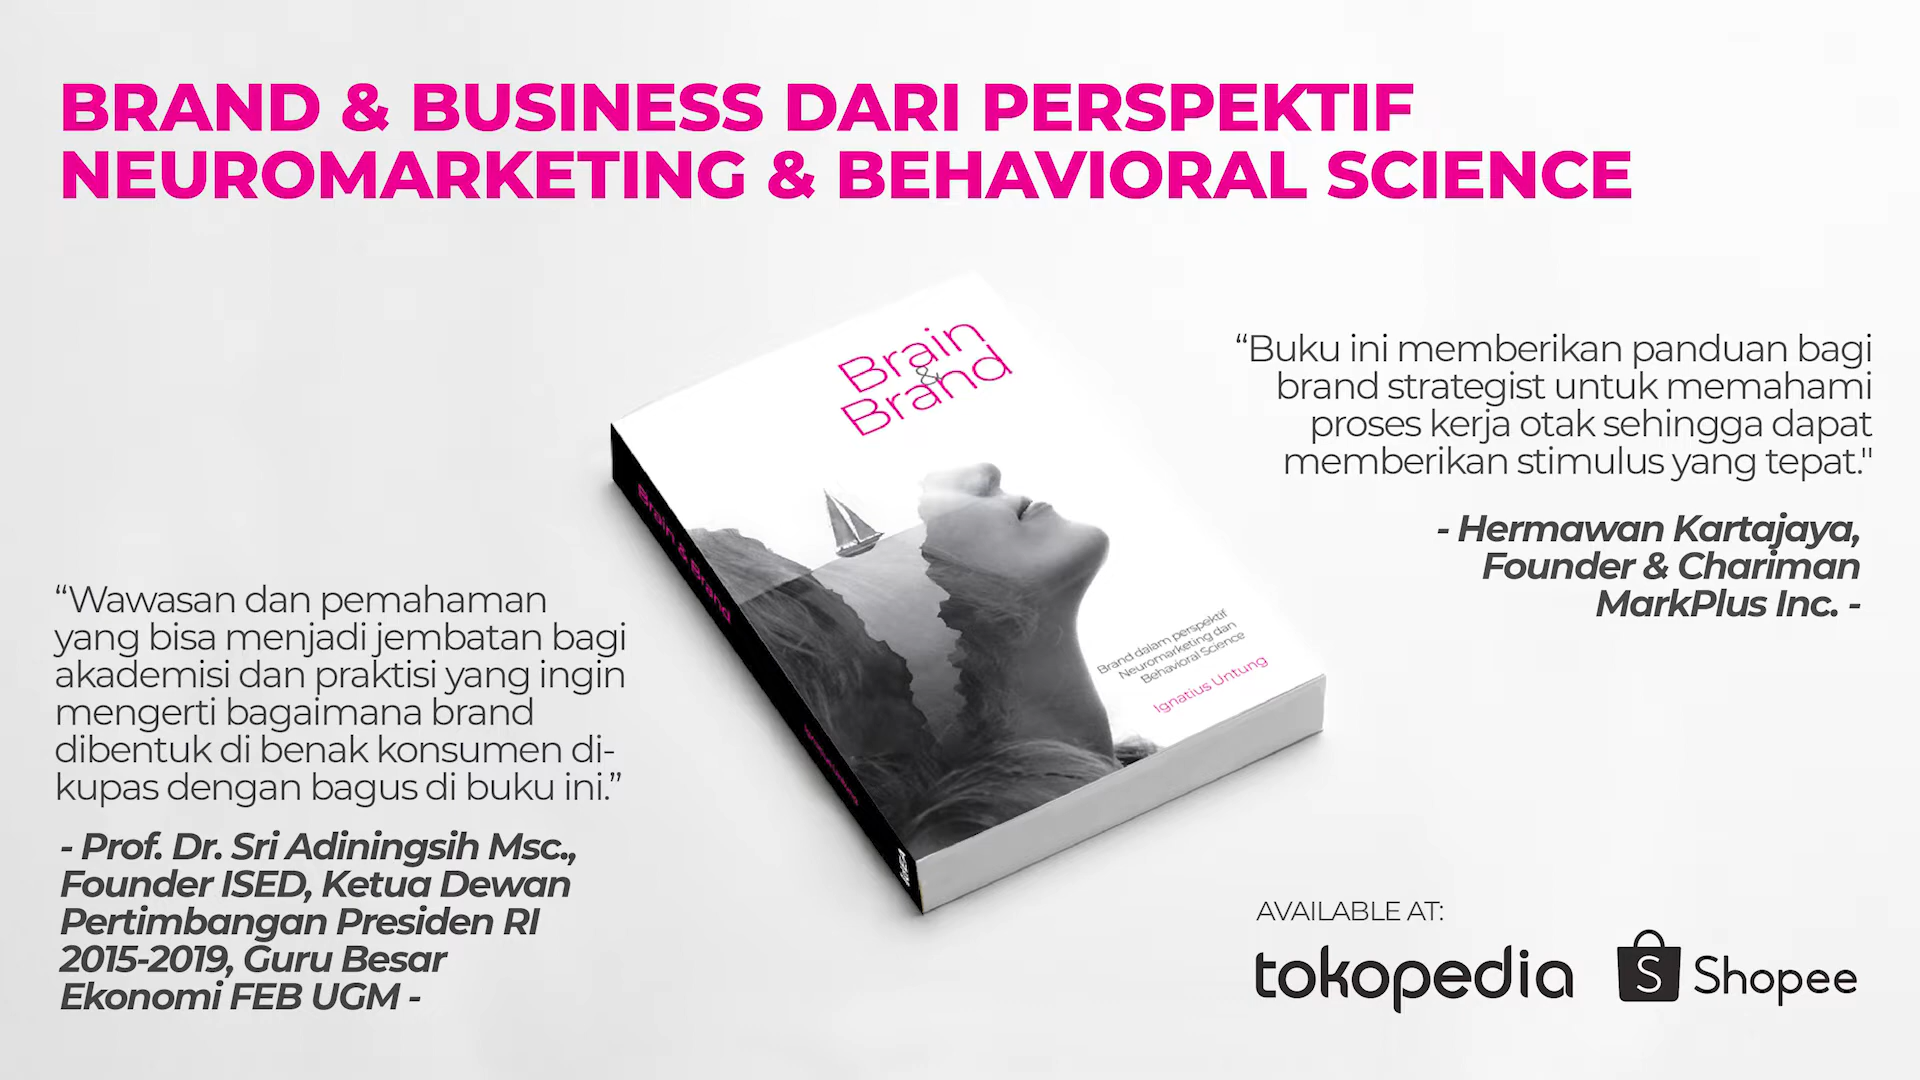 BRAND & BUSINESS DARI PERSPEKTIF
NEUROMARKETING & BEHAVIORAL SCIENCE
Brain
&
Brand
Brain & Brand
Brand dalam perspektif
Neuromarketing dan
Behavioral Science
Ignatius Untung
Ignatius Untung
“Buku ini memberikan panduan bagi
brand strategist untuk memahami
proses kerja otak sehingga dapat
memberikan stimulus yang tepat."
- Hermawan Kartajaya,
Founder & Chariman
MarkPlus Inc. -
“Wawasan dan pemahaman
yang bisa menjadi jembatan bagi
akademisi dan praktisi yang ingin
mengerti bagaimana brand
dibentuk di benak konsumen di-
kupas dengan bagus di buku ini.”
- Prof. Dr. Sri Adiningsih Msc.,
Founder ISED, Ketua Dewan
Pertimbangan Presiden RI
2015-2019, Guru Besar
Ekonomi FEB UGM -
AVAILABLE AT:
tokopedia
S Shopee